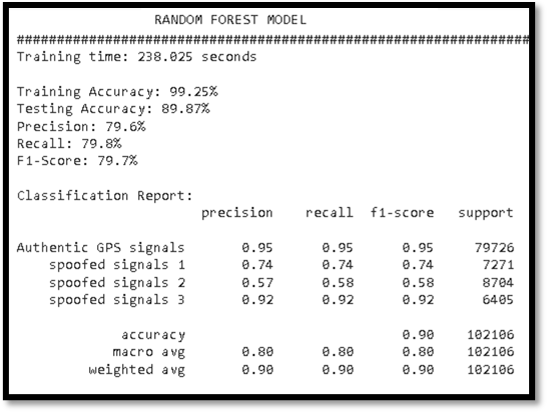 RANDOM FOREST MODEL
################################################################
Training time: 238.025 seconds
Training Accuracy: 99.25%
Testing Accuracy: 89.87%
Precision: 79.6%
Recall: 79.8%
F1-Score: 79.7%
Classification Report:
precision recall f1-score support
Authentic GPS signals 0.95 0.95 0.95 79726
spoofed signals 1 0.74 0.74 0.74 7271
spoofed signals 2 0.57 0.58 0.58 8704
spoofed signals 3 0.92 0.92 0.92 6405
accuracy 0.90 102106
macro avg 0.80 0.80 0.80 102106
weighted avg 0.90 0.90 0.90 102106